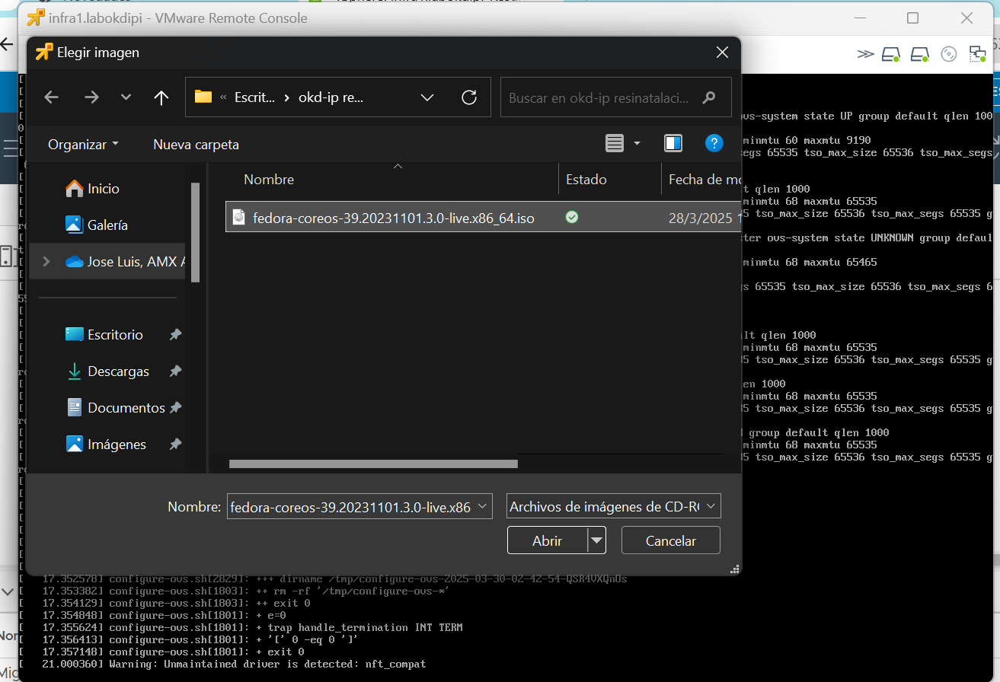 infra1.labokdipi - VMware Remote Console
Elegir imagen
« Escrit... > okd-ip re...
Buscar en okd-ip resinatalaci...
Organizar
Nueva carpeta
Nombre
Estado
Fecha de mo
Inicio
Galería
Jose Luis, AMX A
Escritorio
Descargas
Documentos
Imágenes
fedora-coreos-39.20231101.3.0-live.x86_64.iso
28/3/2025 1
Nombre:
fedora-coreos-39.20231101.3.0-live.x86
Archivos de imágenes de CD-RO
Abrir
Cancelar
ovs-system state UP group default qlen 100
minmtu 60 maxmtu 9190
segs 65535 tso_max_size 65536 tso_max_segs
t qlen 1000
minmtu 68 maxmtu 65535
5 tso_max_size 65536 tso_max_segs 65535 g
ter ovs-system state UNKNOWN group defaul
minmtu 68 maxmtu 65465
s 65535 tso_max_size 65536 tso_max_segs 6
lt qlen 1000
minmtu 68 maxmtu 65535
5 tso_max_size 65536 tso_max_segs 65535 g
en 1000
minmtu 68 maxmtu 65535
5 tso_max_size 65536 tso_max_segs 65535 g
group default qlen 1000
minmtu 68 maxmtu 65535
5 tso_max_size 65536 tso_max_segs 65535 g
[ 17.352578] configure-ovs.sh[2829]: +++ dirname /tmp/configure-ovs-2025-03-30-02-42-54-QSR4VXQnOs
[ 17.353382] configure-ovs.sh[1803]: ++ rm -rf '/tmp/configure-ovs-*'
[ 17.354129] configure-ovs.sh[1803]: ++ exit 0
[ 17.354848] configure-ovs.sh[1801]: + e=0
[ 17.355624] configure-ovs.sh[1801]: + trap handle_termination INT TERM
[ 17.356413] configure-ovs.sh[1801]: + '[' 0 -eq 0 ']'
[ 17.357148] configure-ovs.sh[1801]: + exit 0
[ 21.000360] Warning: Unmaintained driver is detected: nft_compat